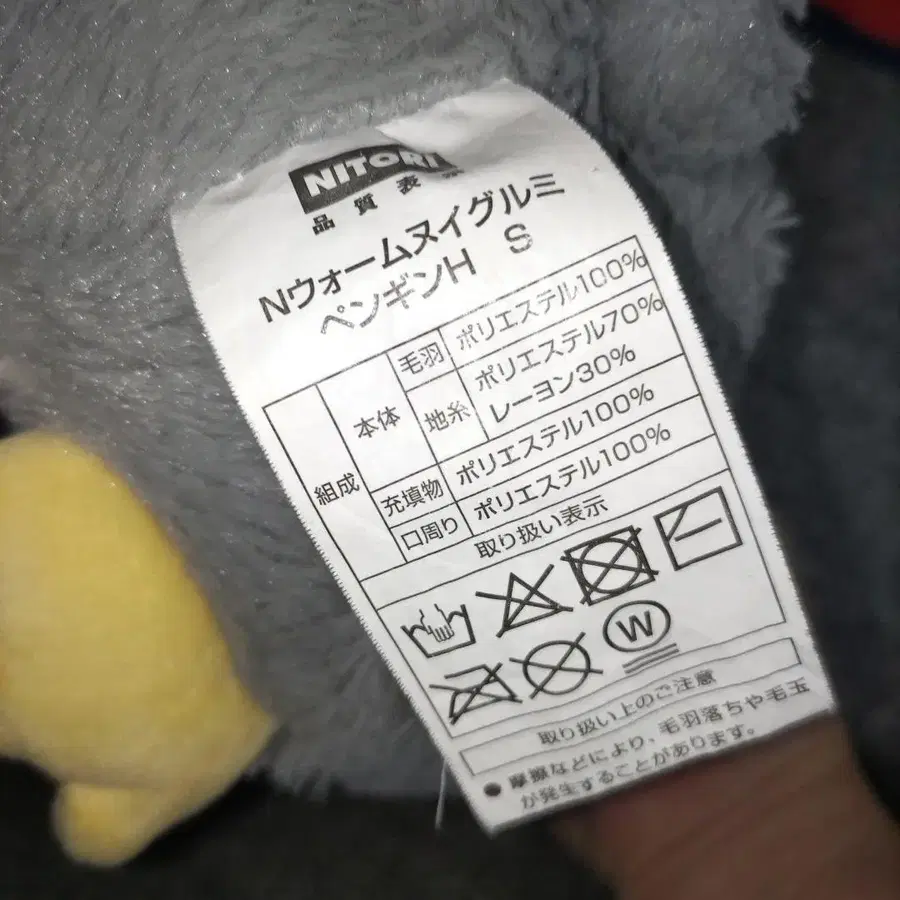 NITORI
品質表示
Nウォームヌイグルミ
ペンギンH S
組成
本体
毛羽
ポリエステル100%
地糸
ポリエステル70%
レーヨン30%
充填物
ポリエステル100%
口周り
ポリエステル100%
取り扱い表示
W
取り扱い上のご注意
● 摩擦などにより、毛羽落ちや毛玉
が発生することがあります。